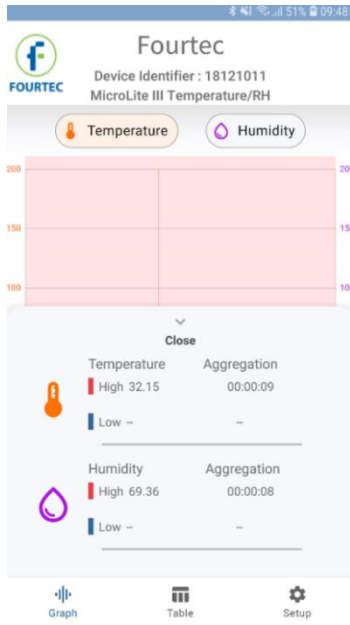 51% 09:48
Fourtec
FOURTEC
Device Identifier : 18121011
MicroLite III Temperature/RH
Temperature Humidity
200 20
150 15
100 10
Close
Temperature Aggregation
High 32.15 00:00:09
Low -- --
Humidity Aggregation
High 69.36 00:00:08
Low -- --
Graph Table Setup